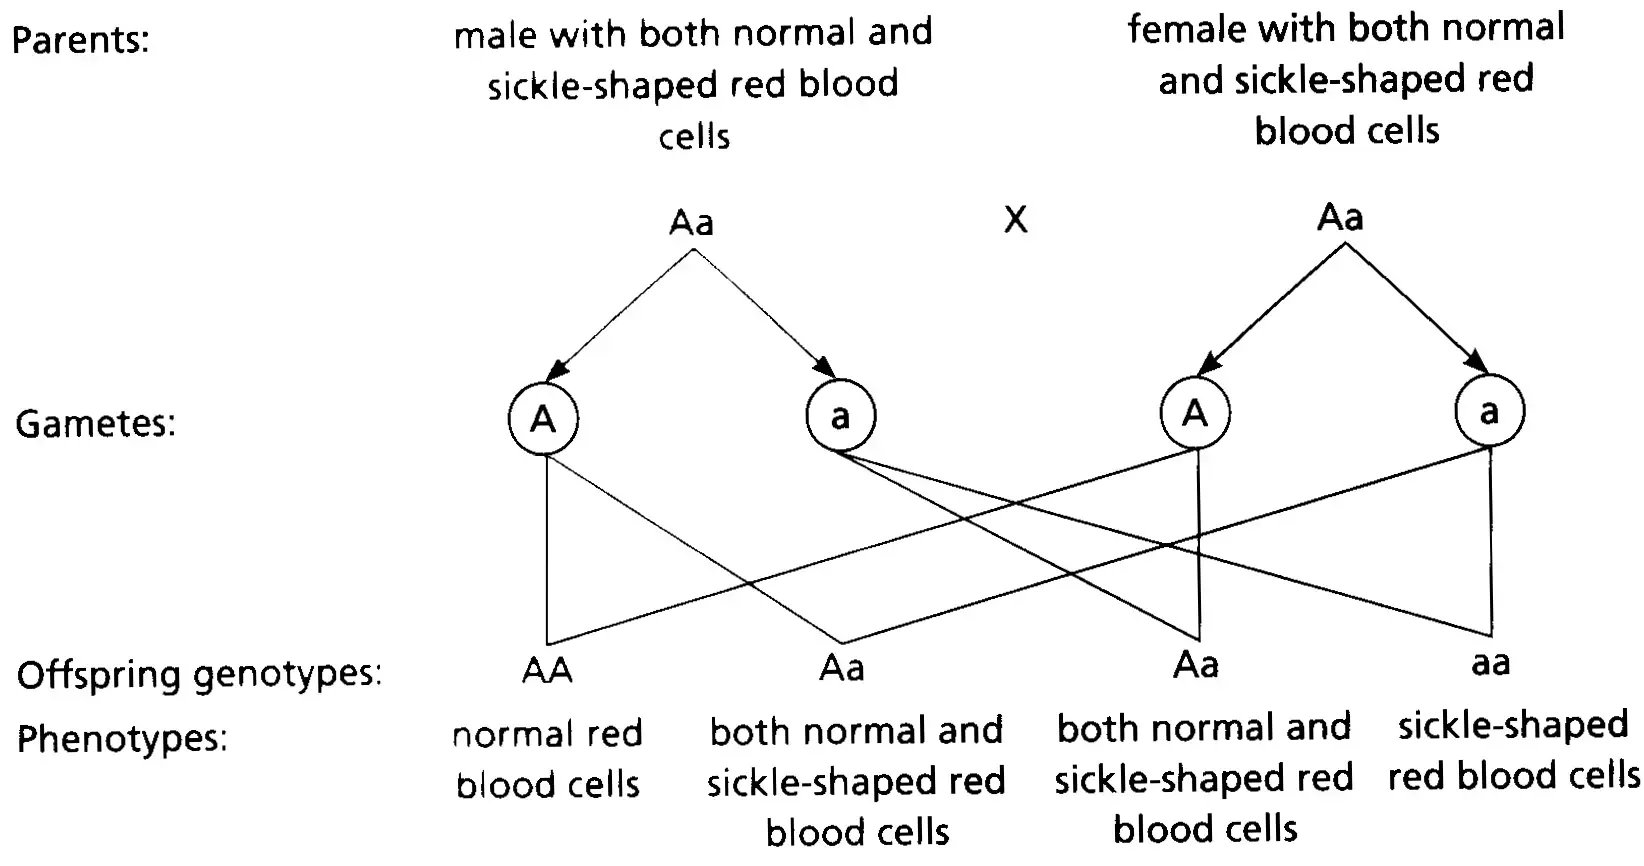 Parents:
male with both normal and
sickle-shaped red blood
cells
female with both normal
and sickle-shaped red
blood cells
Aa
X
Aa
Gametes:
A
a
A
a
Offspring genotypes:
AA
Aa
Aa
aa
Phenotypes:
normal red
blood cells
both normal and
sickle-shaped red
blood cells
both normal and
sickle-shaped red
blood cells
sickle-shaped
red blood cells